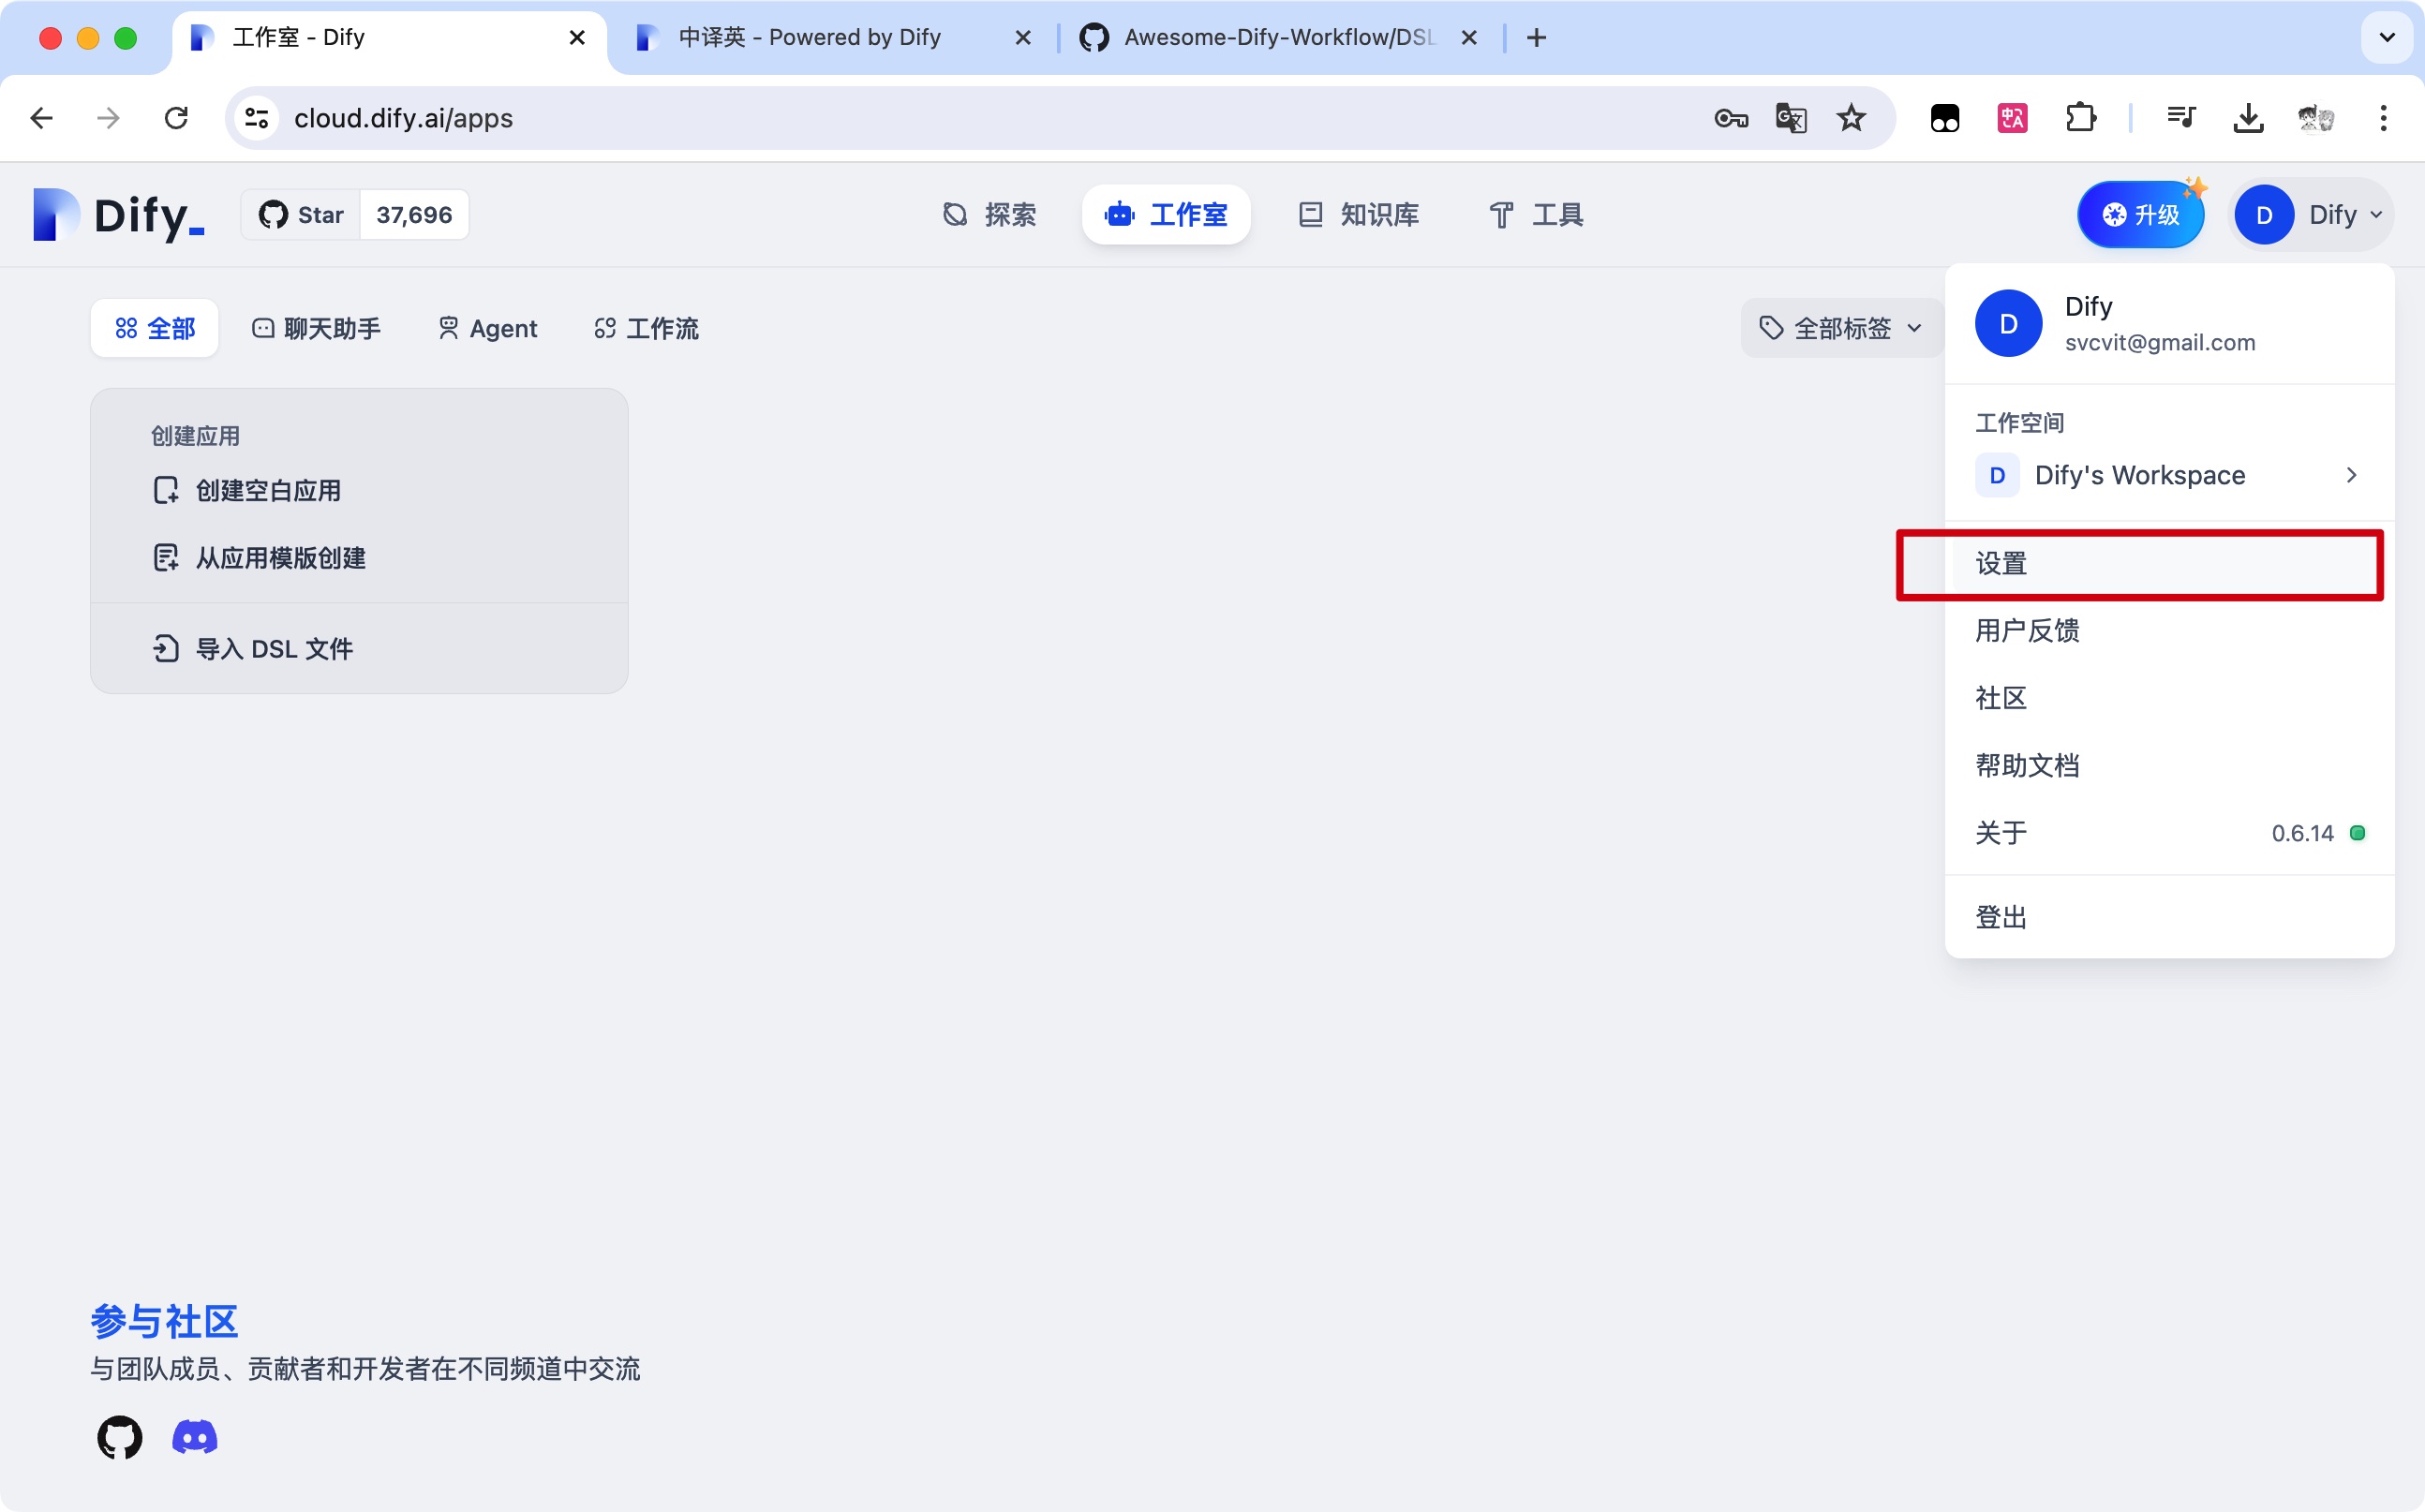 工作室 - Dify
中译英 - Powered by Dify
Awesome-Dify-Workflow/DSL
cloud.dify.ai/apps
Dify_
Star 37,696
探索
工作室
知识库
工具
升级
D Dify
全部
聊天助手
Agent
工作流
全部标签
创建应用
创建空白应用
从应用模版创建
导入 DSL 文件
D
Dify
svcvit@gmail.com
工作空间
D Dify's Workspace
设置
用户反馈
社区
帮助文档
关于 0.6.14
登出
参与社区
与团队成员、贡献者和开发者在不同频道中交流